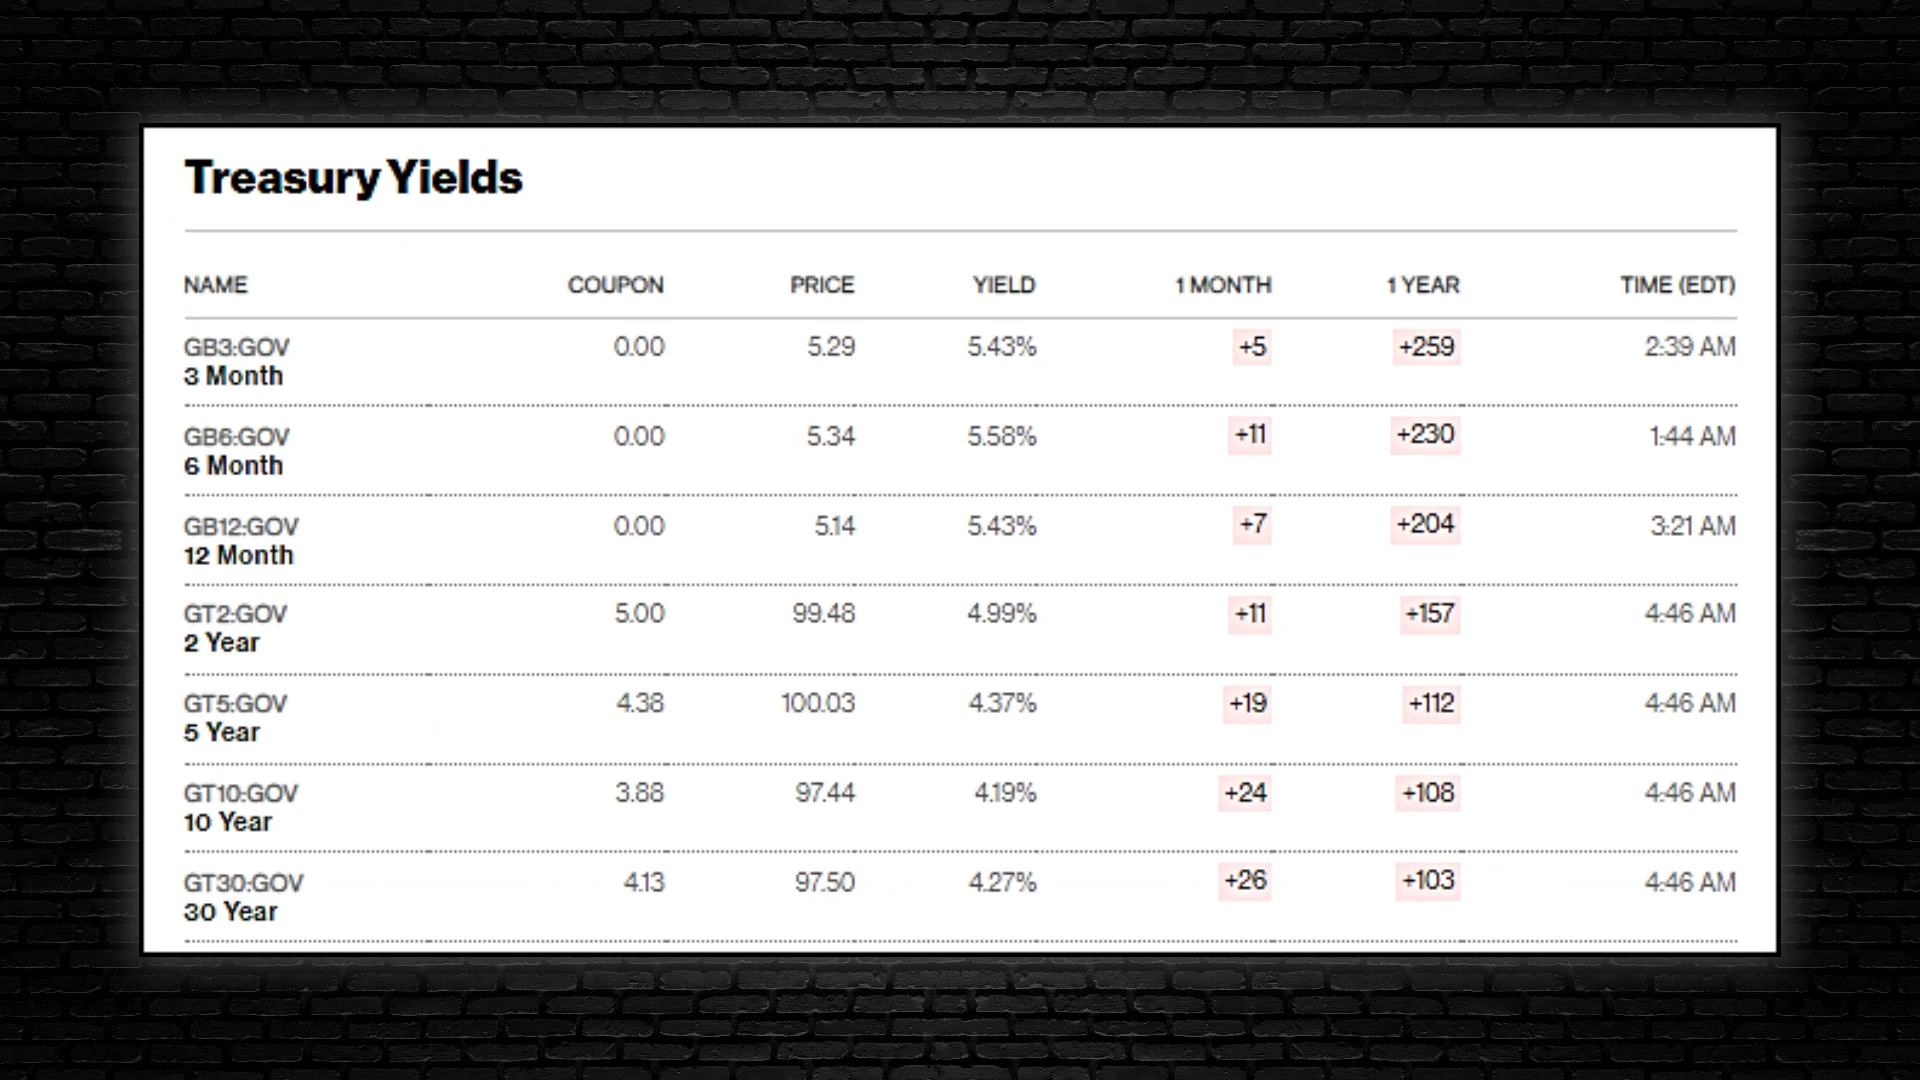 Treasury Yields
NAME COUPON PRICE YIELD 1 MONTH 1 YEAR TIME (EDT)
GB3:GOV 0.00 5.29 5.43% +5 +259 2:39 AM
3 Month
GB6:GOV 0.00 5.34 5.58% +11 +230 1:44 AM
6 Month
GB12:GOV 0.00 5.14 5.43% +7 +204 3:21 AM
12 Month
GT2:GOV 5.00 99.48 4.99% +11 +157 4:46 AM
2 Year
GT5:GOV 4.38 100.03 4.37% +19 +112 4:46 AM
5 Year
GT10:GOV 3.88 97.44 4.19% +24 +108 4:46 AM
10 Year
GT30:GOV 4.13 97.50 4.27% +26 +103 4:46 AM
30 Year